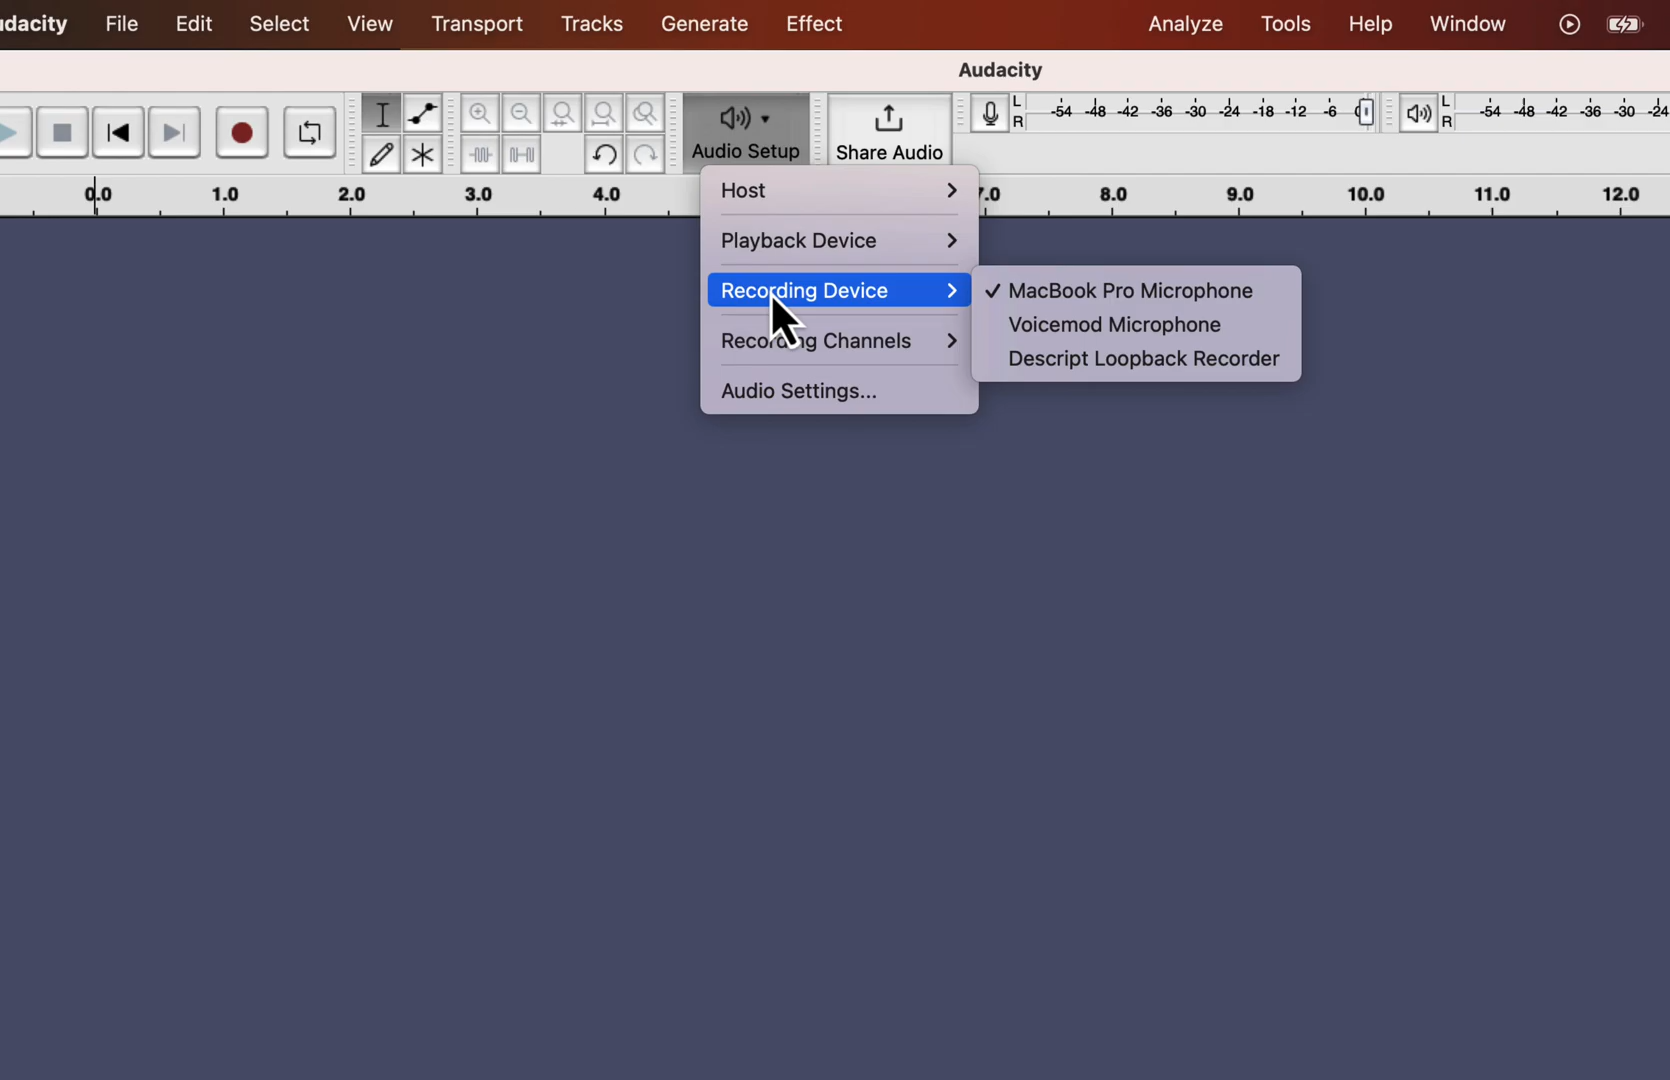 udacity File Edit Select View Transport Tracks Generate Effect Analyze Tools Help Window
Audacity
Audio Setup
Share Audio
L
R
-54 -48 -42 -36 -30 -24 -18 -12 -6
L
R
-54 -48 -42 -36 -30 -24
0.0 1.0 2.0 3.0 4.0 7.0 8.0 9.0 10.0 11.0 12.0
Host
Playback Device
Recording Device
Recording Channels
Audio Settings...
✓ MacBook Pro Microphone
Voicemod Microphone
Descript Loopback Recorder